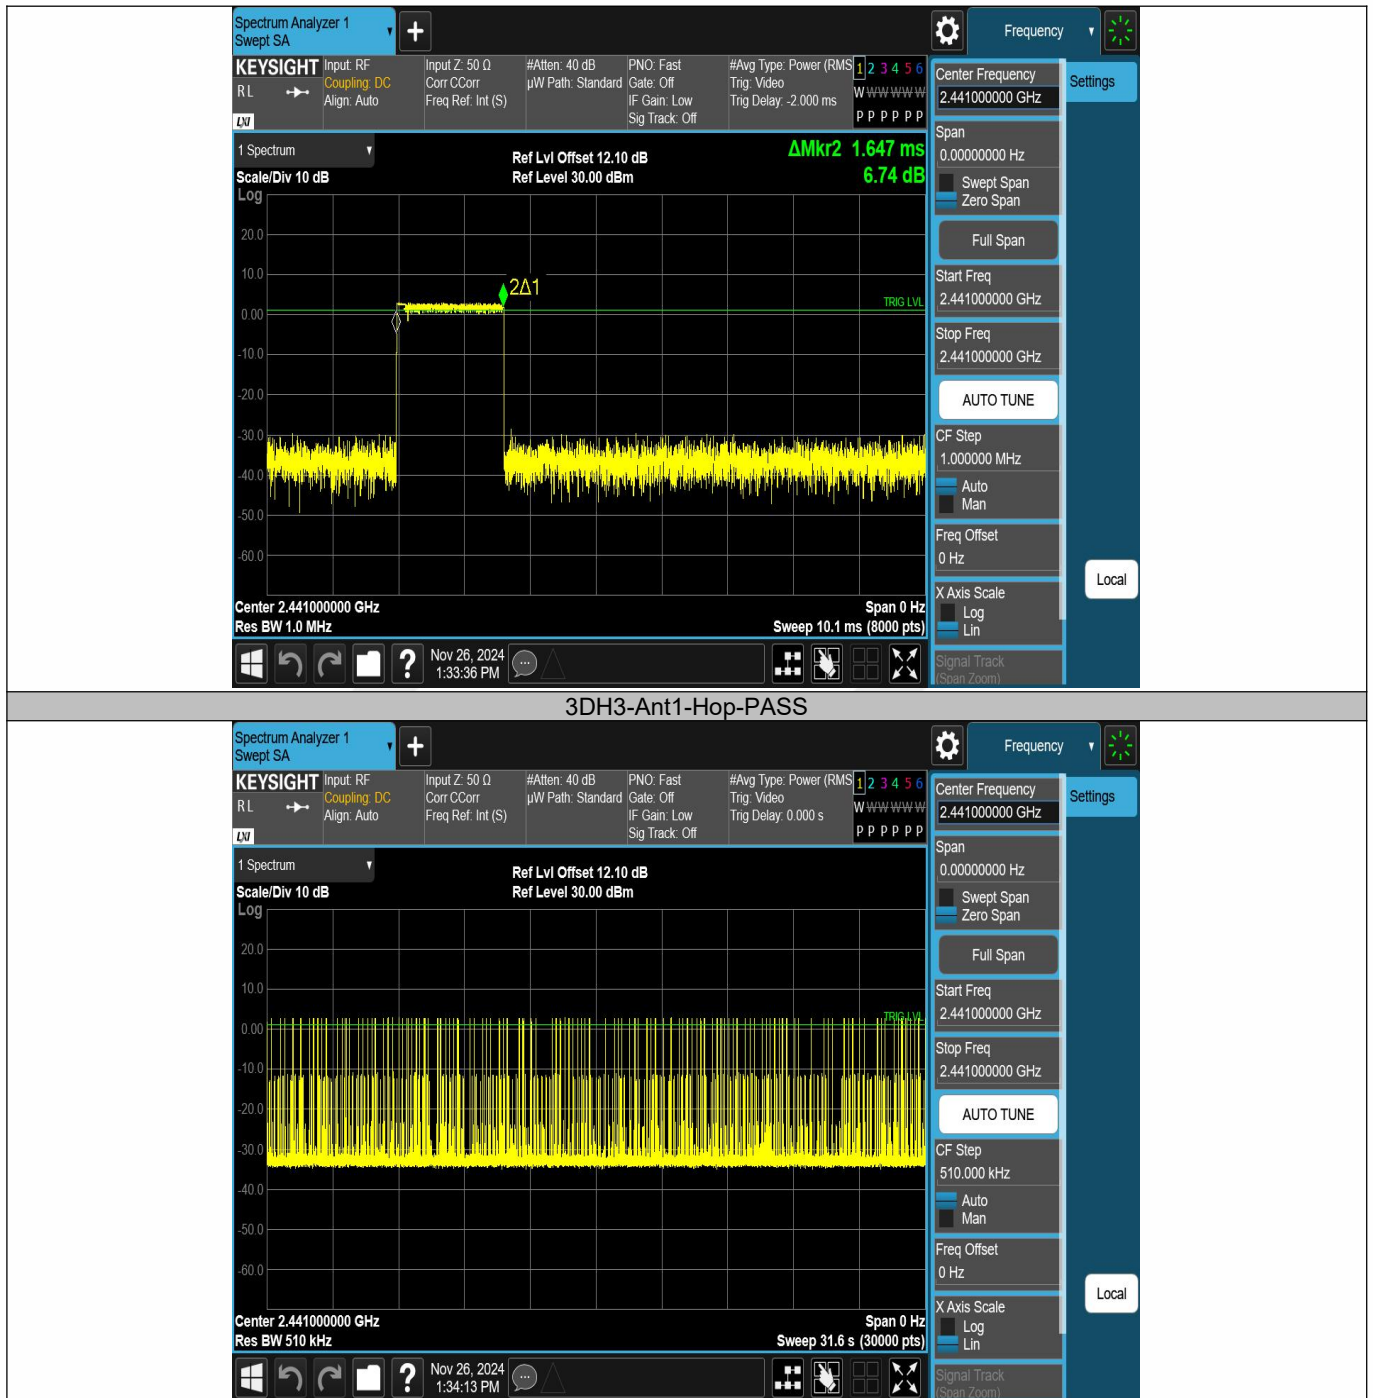 Spectrum Analyzer 1
Swept SA
+
Frequency
KEYSIGHT
RL
LXI
Input: RF
Coupling: DC
Align: Auto
Input Z: 50 Ω
Corr CCorr
Freq Ref: Int (S)
#Atten: 40 dB
µW Path: Standard
PNO: Fast
Gate: Off
IF Gain: Low
Sig Track: Off
#Avg Type: Power (RMS
Trig: Video
Trig Delay: -2.000 ms
1 2 3 4 5 6
W W W W W W
P P P P P P
1 Spectrum
Scale/Div 10 dB
Log
Ref Lvl Offset 12.10 dB
Ref Level 30.00 dBm
ΔMkr2 1.647 ms
6.74 dB
20.0
10.0
0.00
-10.0
-20.0
-30.0
-40.0
-50.0
-60.0
2Δ1
TRIG LVL
Center 2.441000000 GHz
Res BW 1.0 MHz
Span 0 Hz
Sweep 10.1 ms (8000 pts)
?
Nov 26, 2024
1:33:36 PM
Center Frequency
2.441000000 GHz
Settings
Span
0.00000000 Hz
Swept Span
Zero Span
Full Span
Start Freq
2.441000000 GHz
Stop Freq
2.441000000 GHz
AUTO TUNE
CF Step
1.000000 MHz
Auto
Man
Freq Offset
0 Hz
X Axis Scale
Log
Lin
Local
Signal Track
(Span Zoom)
3DH3-Ant1-Hop-PASS
Spectrum Analyzer 1
Swept SA
+
Frequency
KEYSIGHT
RL
LXI
Input: RF
Coupling: DC
Align: Auto
Input Z: 50 Ω
Corr CCorr
Freq Ref: Int (S)
#Atten: 40 dB
µW Path: Standard
PNO: Fast
Gate: Off
IF Gain: Low
Sig Track: Off
#Avg Type: Power (RMS
Trig: Video
Trig Delay: 0.000 s
1 2 3 4 5 6
W W W W W W
P P P P P P
1 Spectrum
Scale/Div 10 dB
Log
Ref Lvl Offset 12.10 dB
Ref Level 30.00 dBm
20.0
10.0
0.00
-10.0
-20.0
-30.0
-40.0
-50.0
-60.0
TRIG LVL
Center 2.441000000 GHz
Res BW 510 kHz
Span 0 Hz
Sweep 31.6 s (30000 pts)
?
Nov 26, 2024
1:34:13 PM
Center Frequency
2.441000000 GHz
Settings
Span
0.00000000 Hz
Swept Span
Zero Span
Full Span
Start Freq
2.441000000 GHz
Stop Freq
2.441000000 GHz
AUTO TUNE
CF Step
510.000 kHz
Auto
Man
Freq Offset
0 Hz
X Axis Scale
Log
Lin
Local
Signal Track
(Span Zoom)